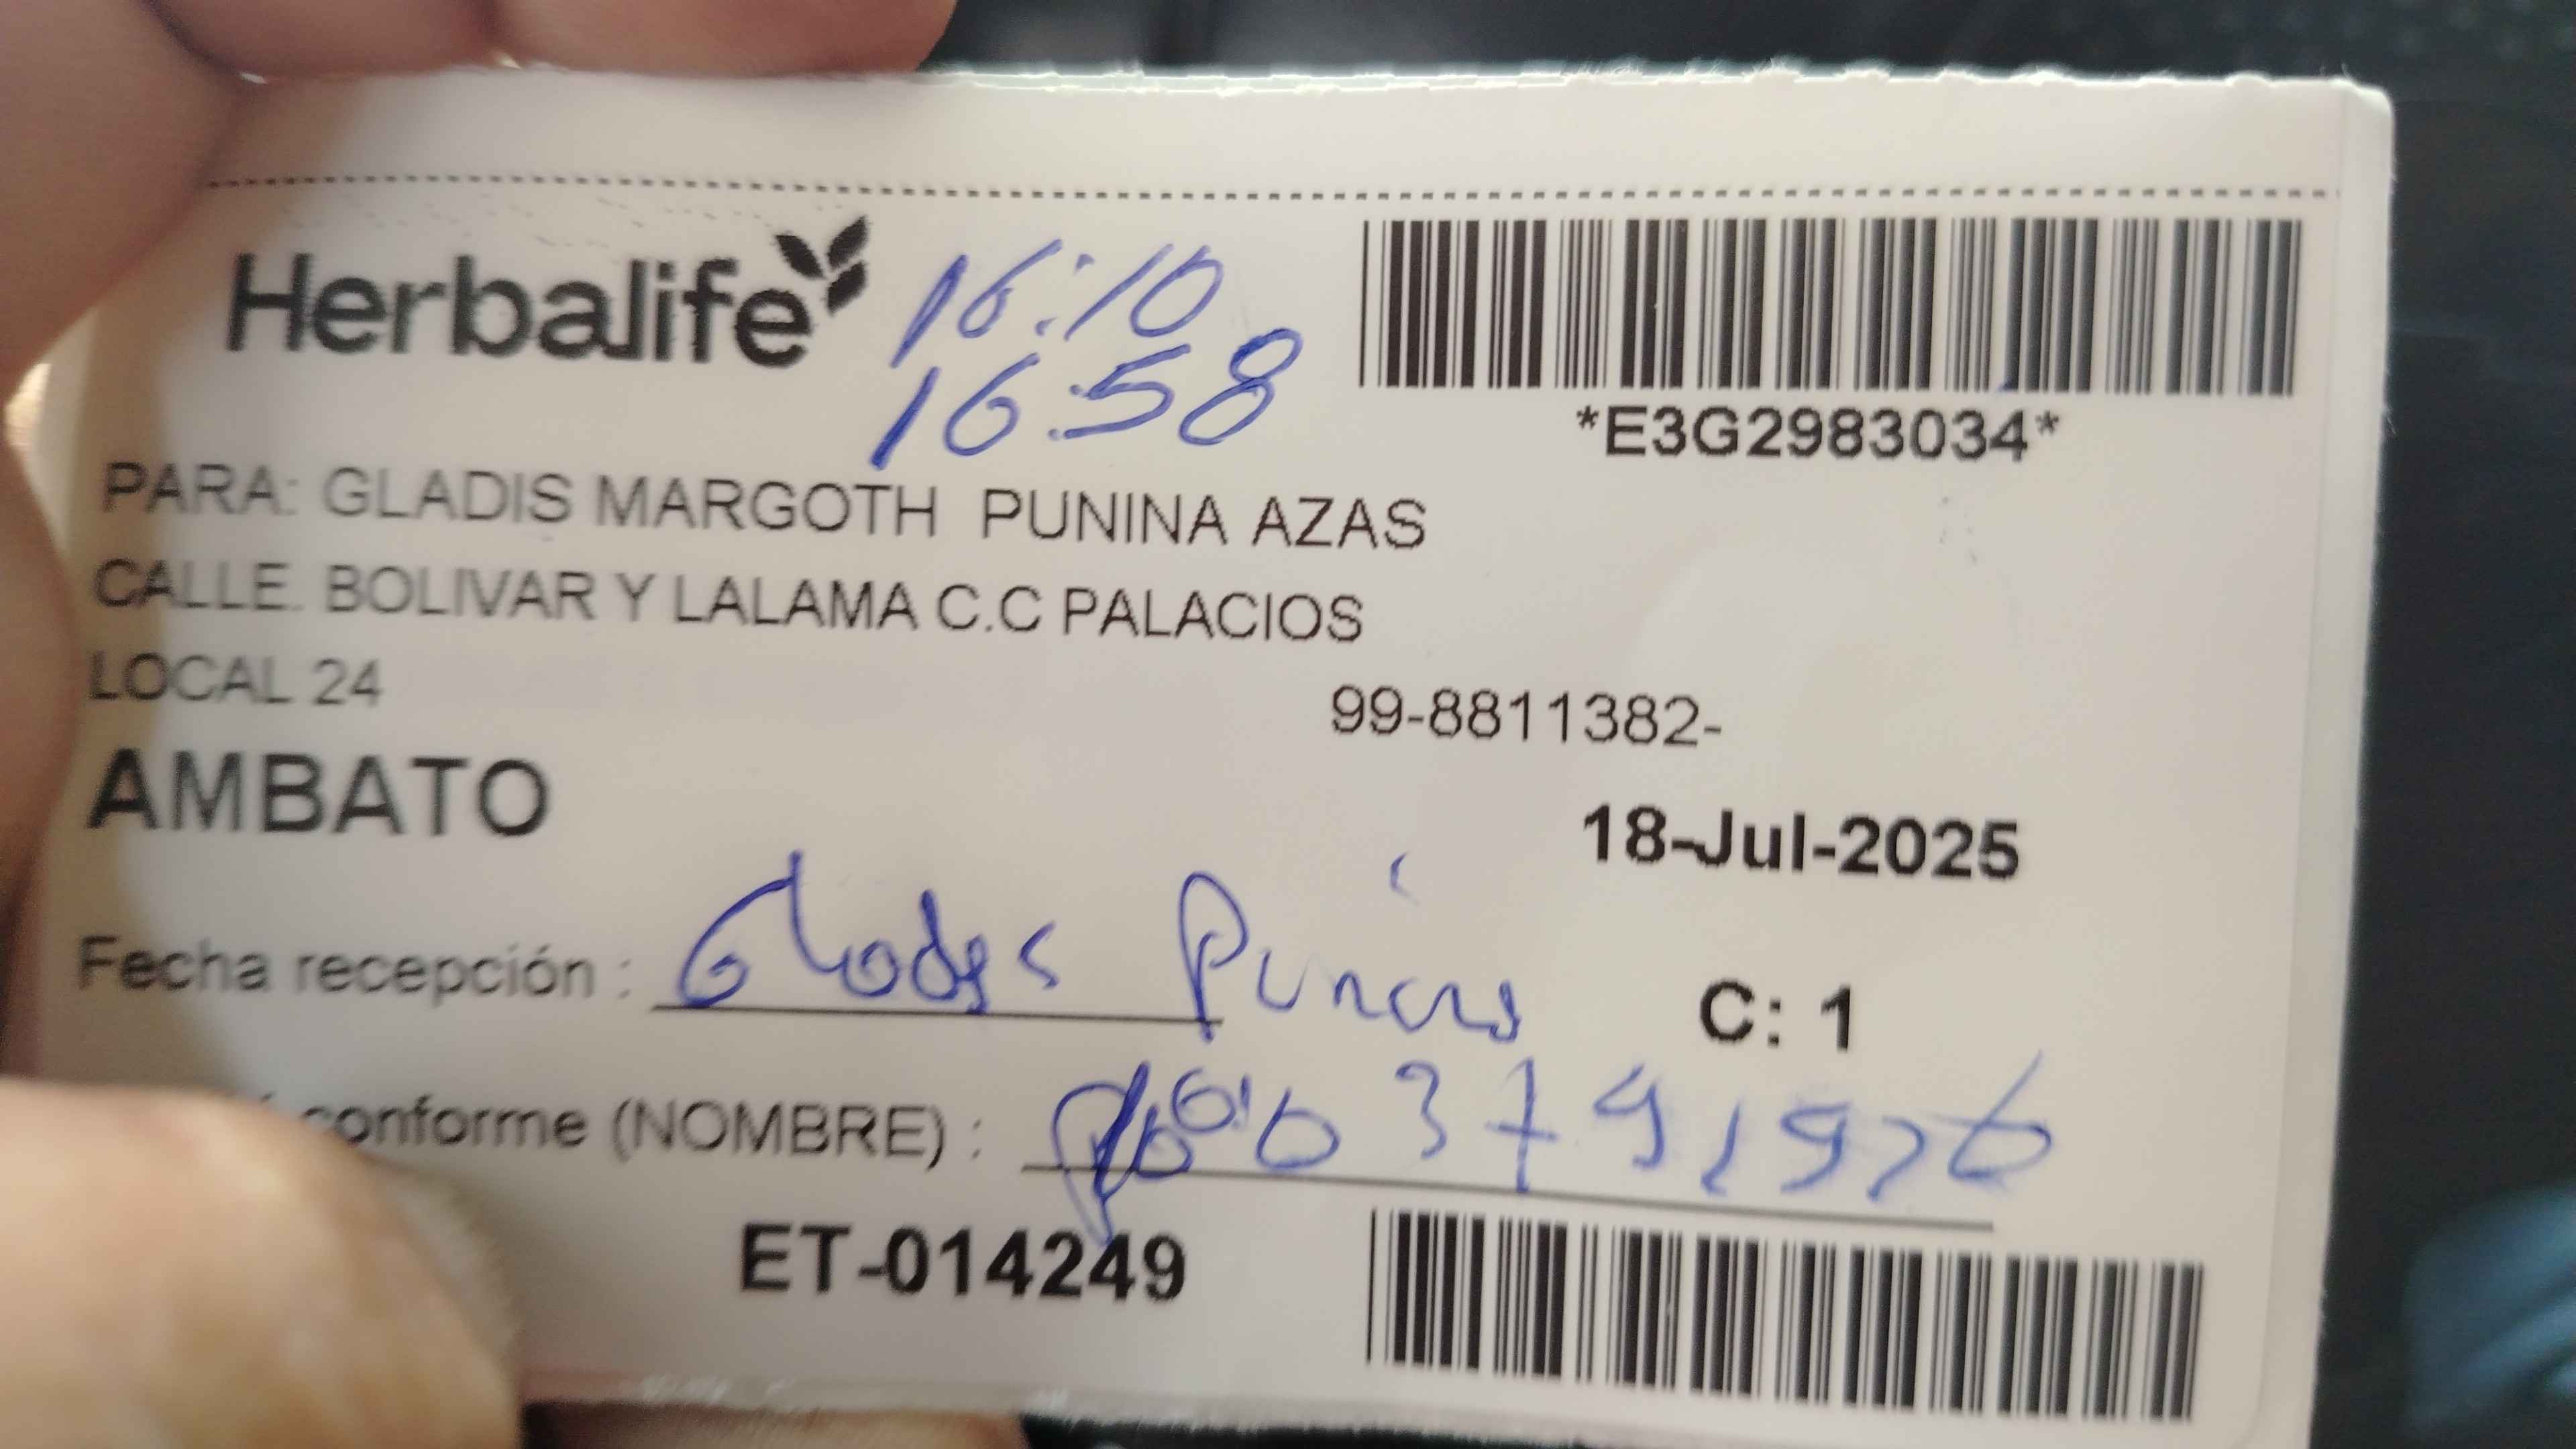 Herbalife
16:10
16:58
*E3G2983034*
PARA: GLADIS MARGOTH PUNINA AZAS
CALLE. BOLIVAR Y LALAMA C.C PALACIOS
LOCAL 24
99-8811382-
AMBATO
18-Jul-2025
Fecha recepción :
C: 1
conforme (NOMBRE) :
ET-014249